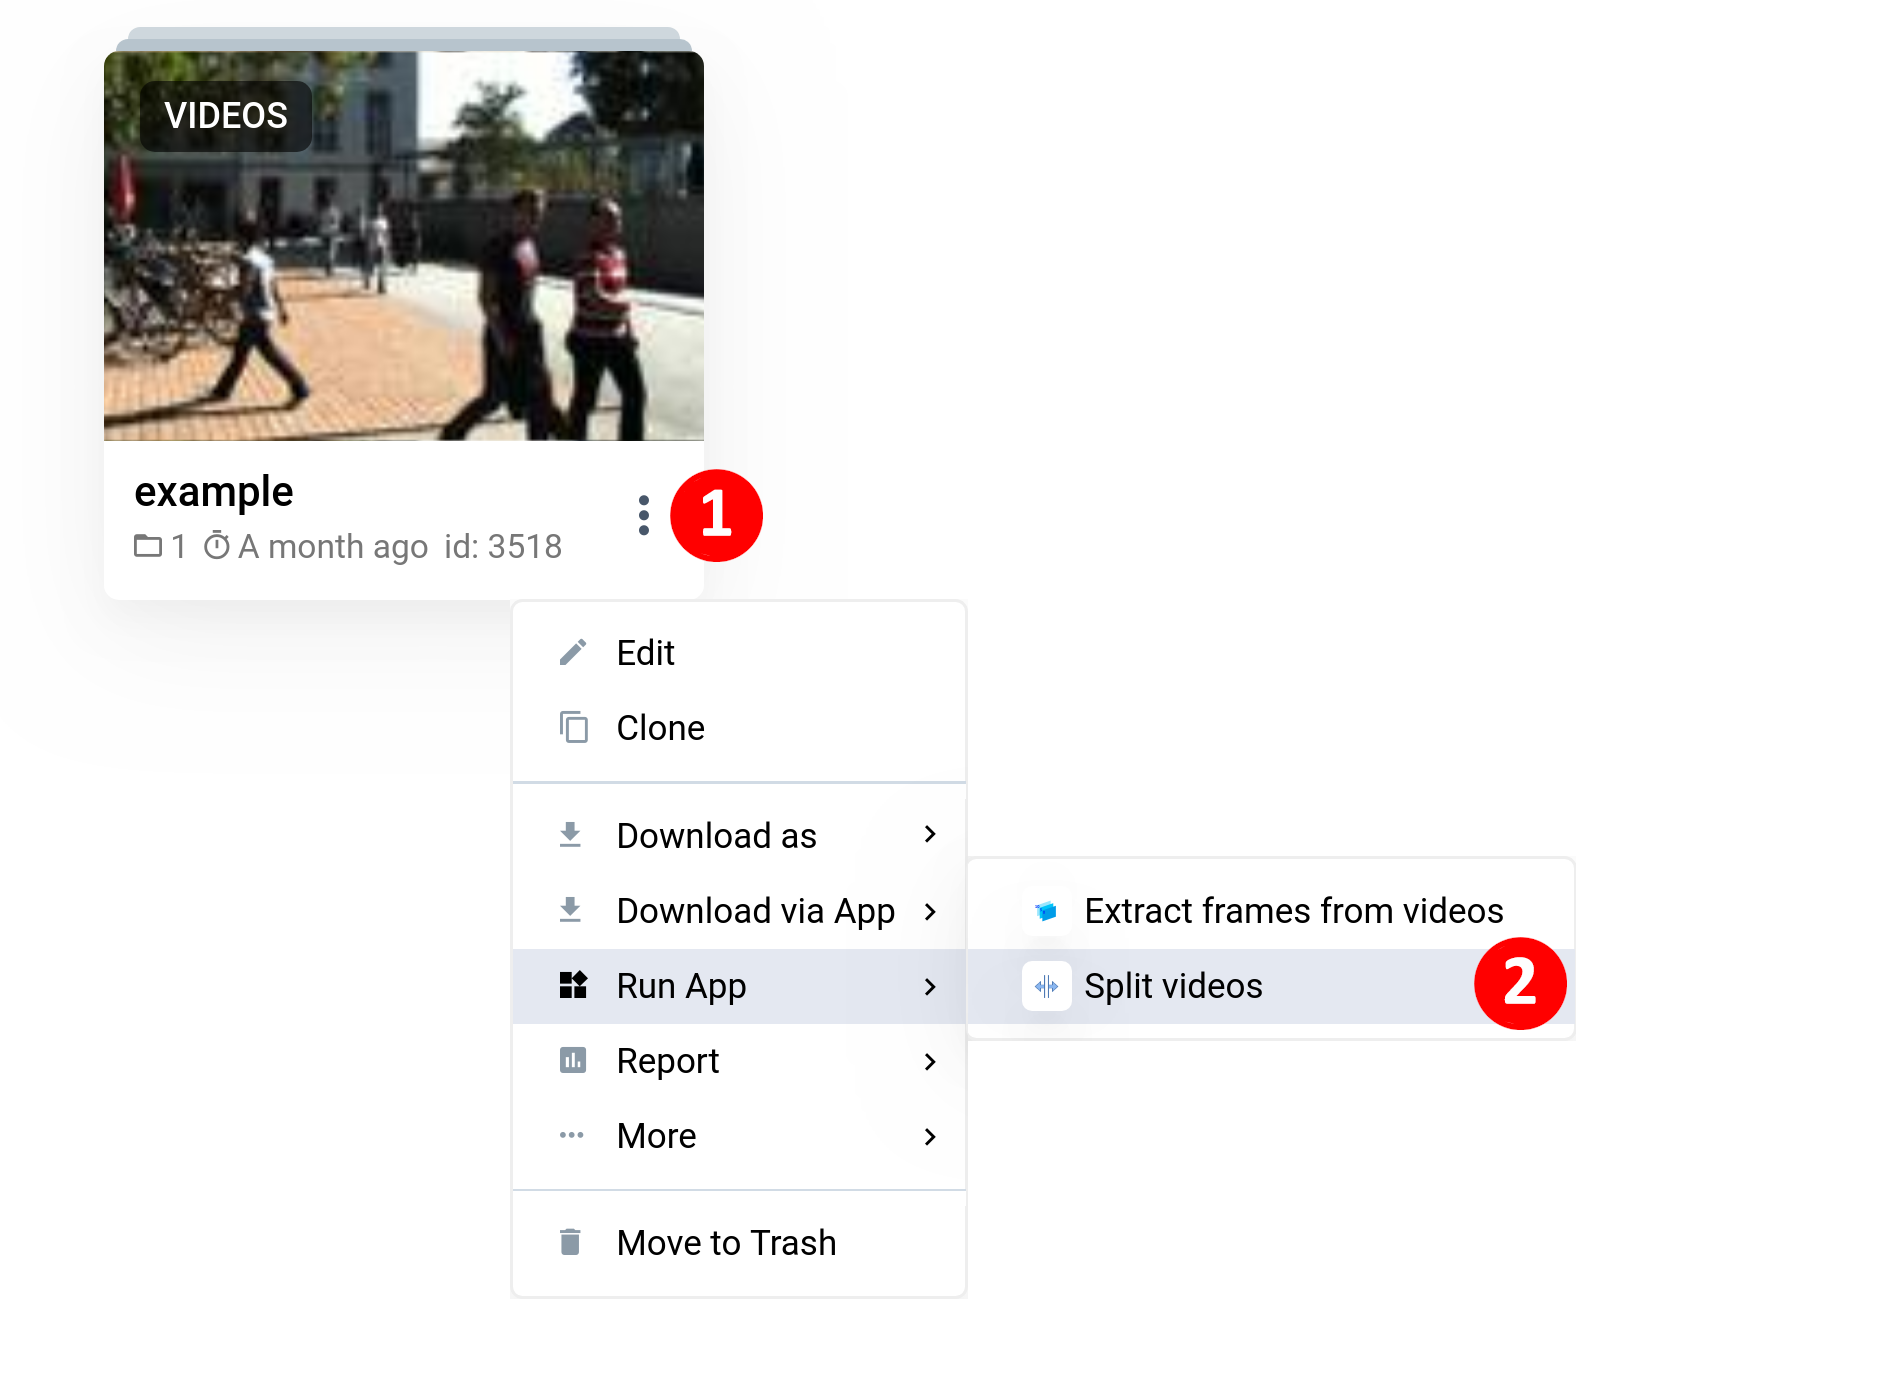 VIDEOS
example
1 A month ago id: 3518
1
Edit
Clone
Download as
Download via App
Run App
Report
More
Move to Trash
Extract frames from videos
Split videos
2